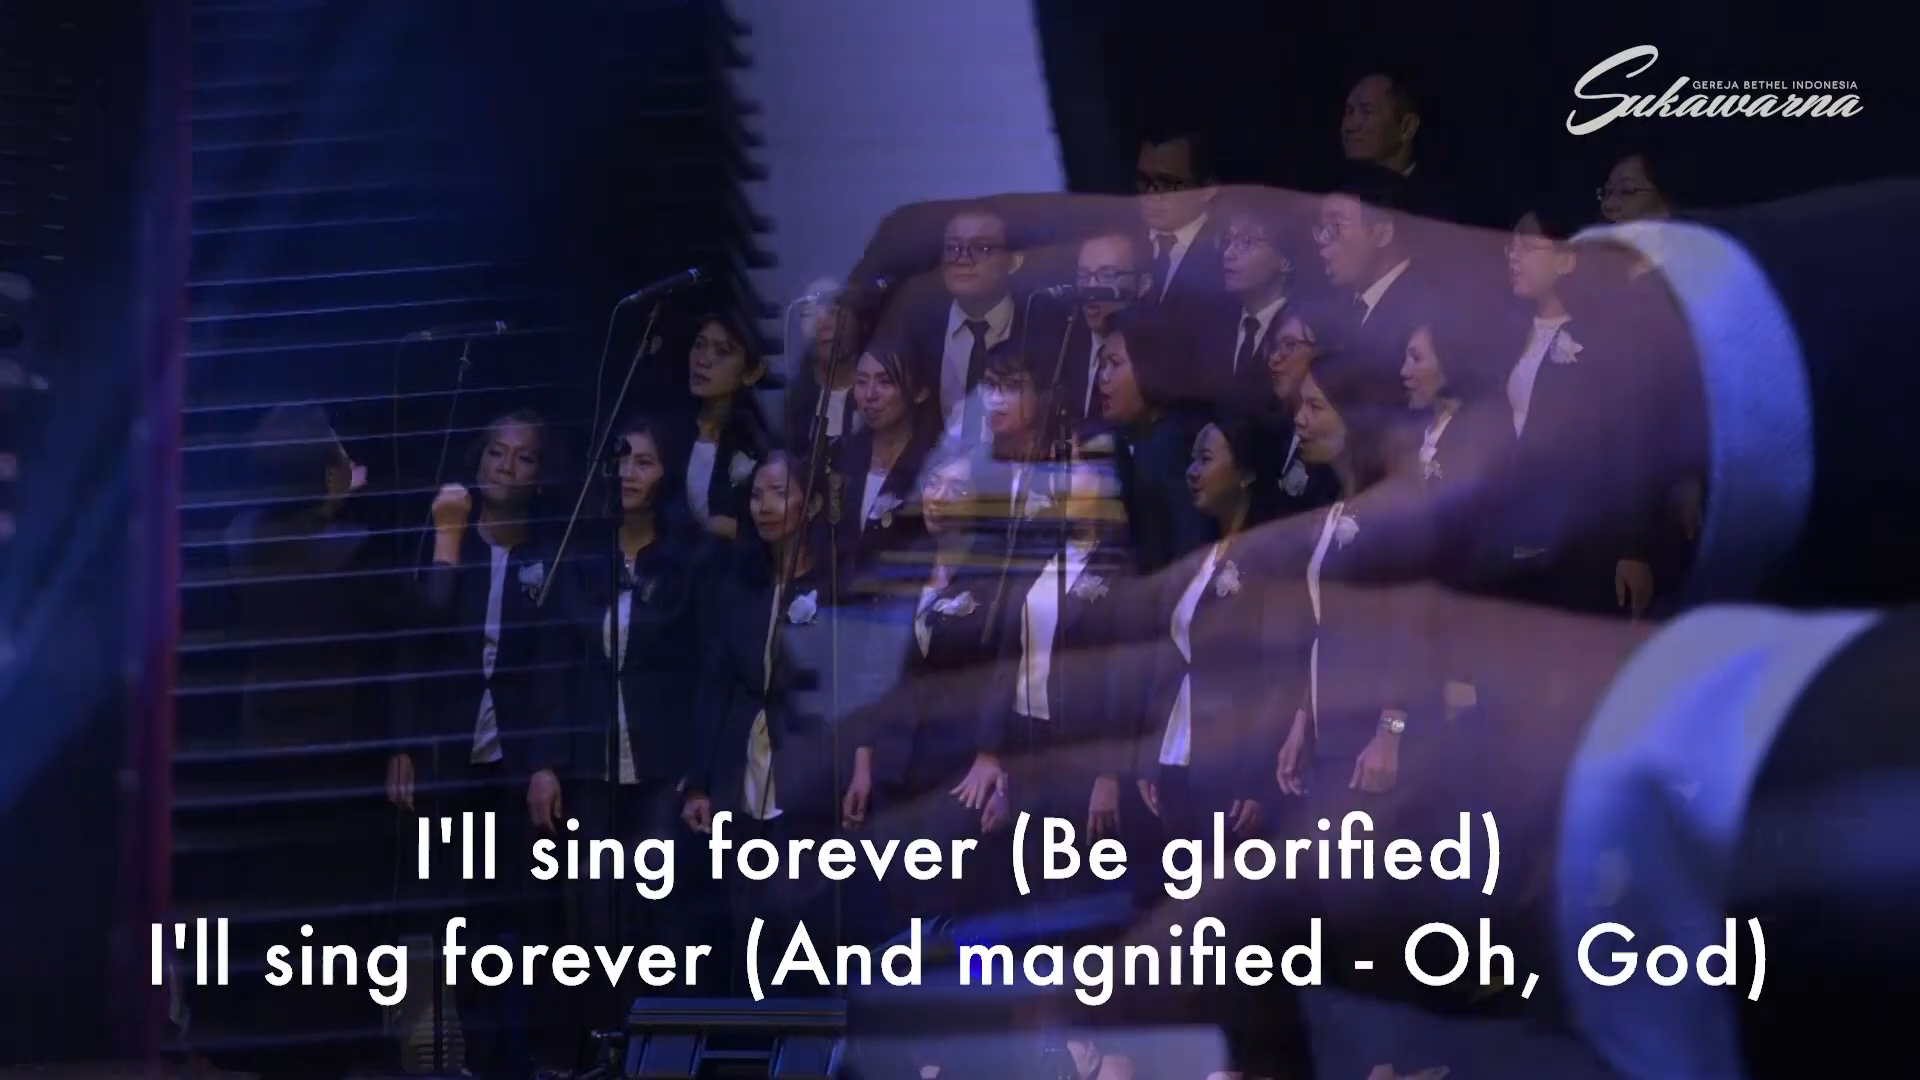 GEREJA BETHEL INDONESIA
Sukawarna
I'll sing forever (Be glorified)
I'll sing forever (And magnified - Oh, God)